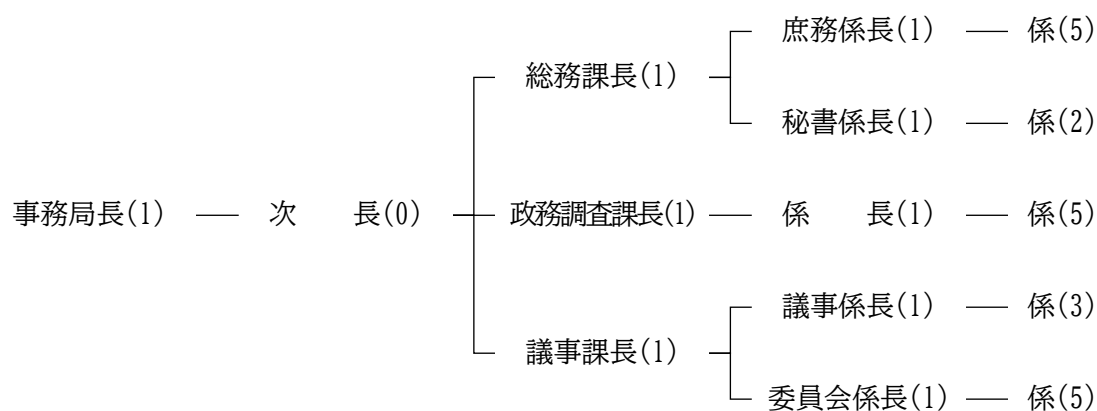 庶務係長(1) 係(5)
総務課長(1)
秘書係長(1) 係(2)
事務局長(1) 次　　長(0) 政務調査課長(1) 係　　長(1) 係(5)
議事係長(1) 係(3)
議事課長(1)
委員会係長(1) 係(5)